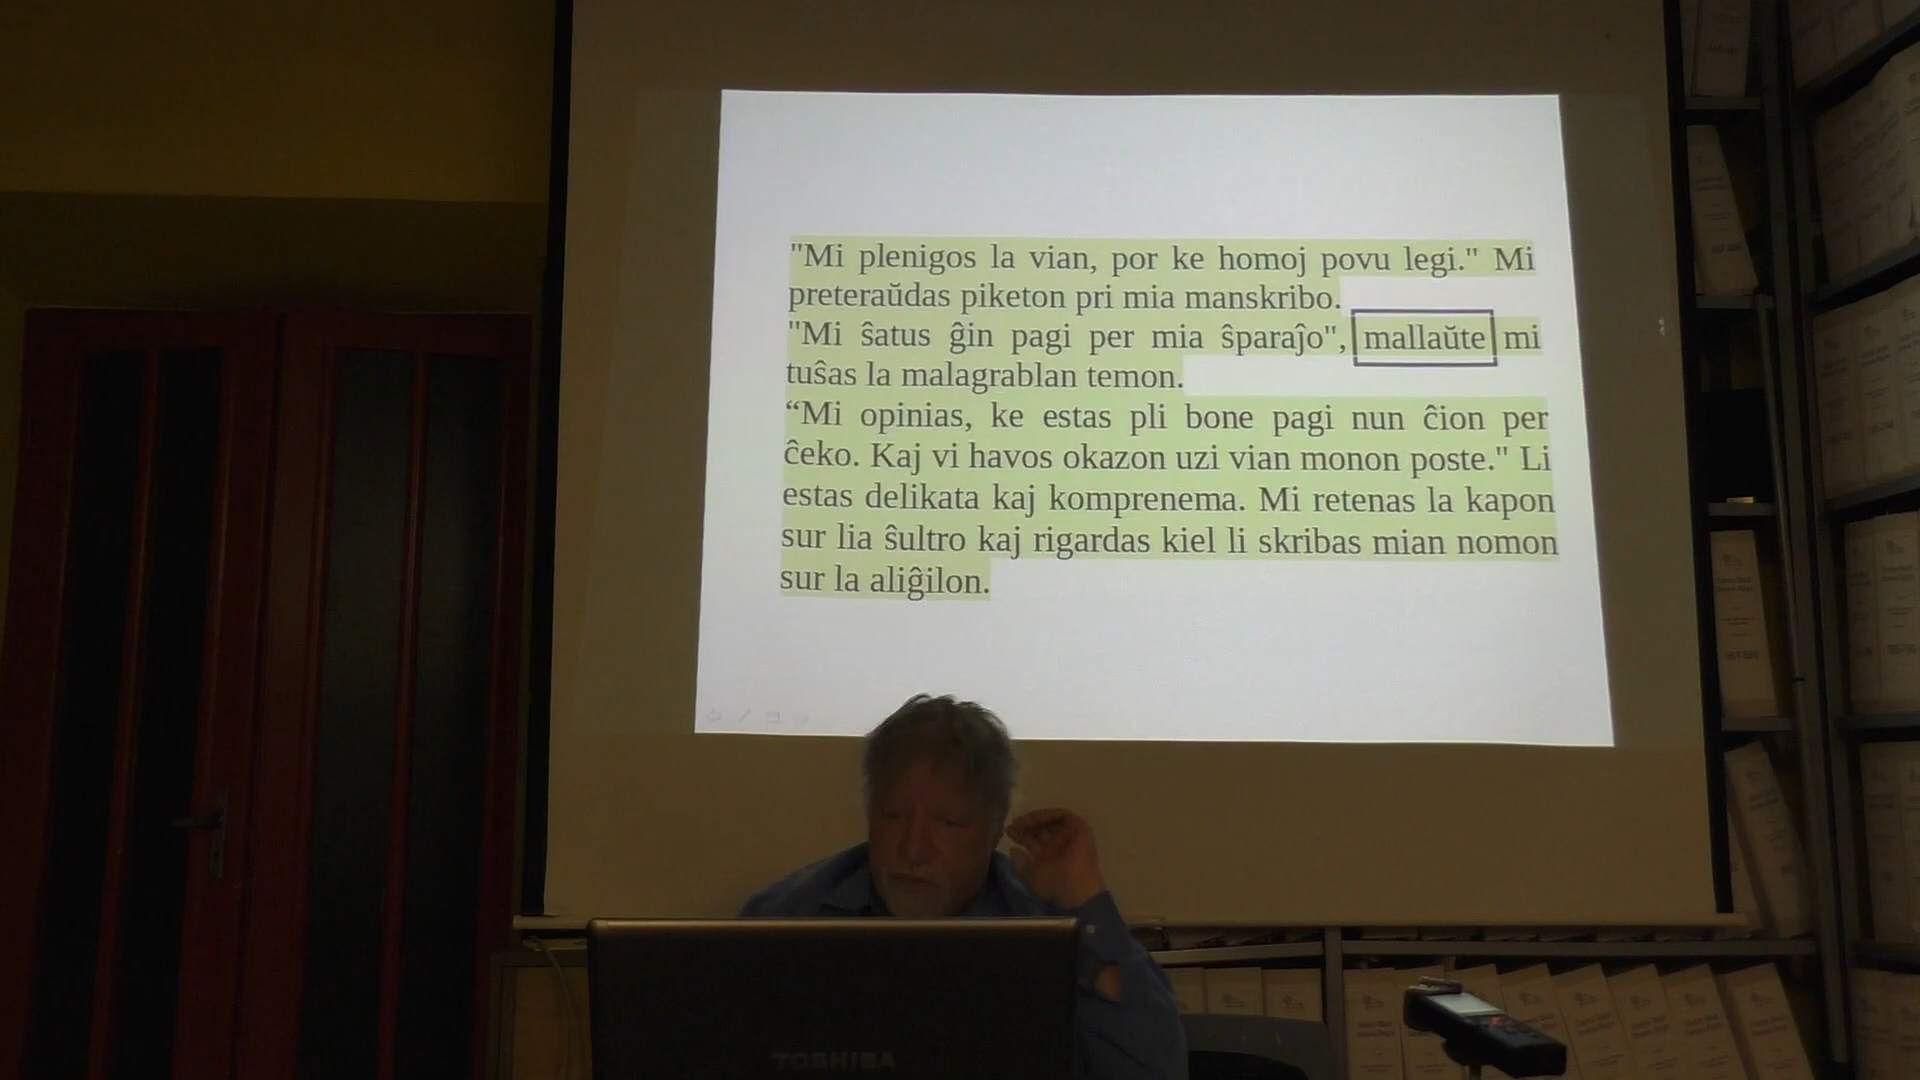 "Mi plenigos la vian, por ke homoj povu legi." Mi
preteraŭdas piketon pri mia manskribo.
"Mi ŝatus ĝin pagi per mia ŝparaĵo", mallaŭte mi
tuŝas la malagrablan temon.
“Mi opinias, ke estas pli bone pagi nun ĉion per
ĉeko. Kaj vi havos okazon uzi vian monon poste." Li
estas delikata kaj komprenema. Mi retenas la kapon
sur lia ŝultro kaj rigardas kiel li skribas mian nomon
sur la aliĝilon.
TOSHIBA